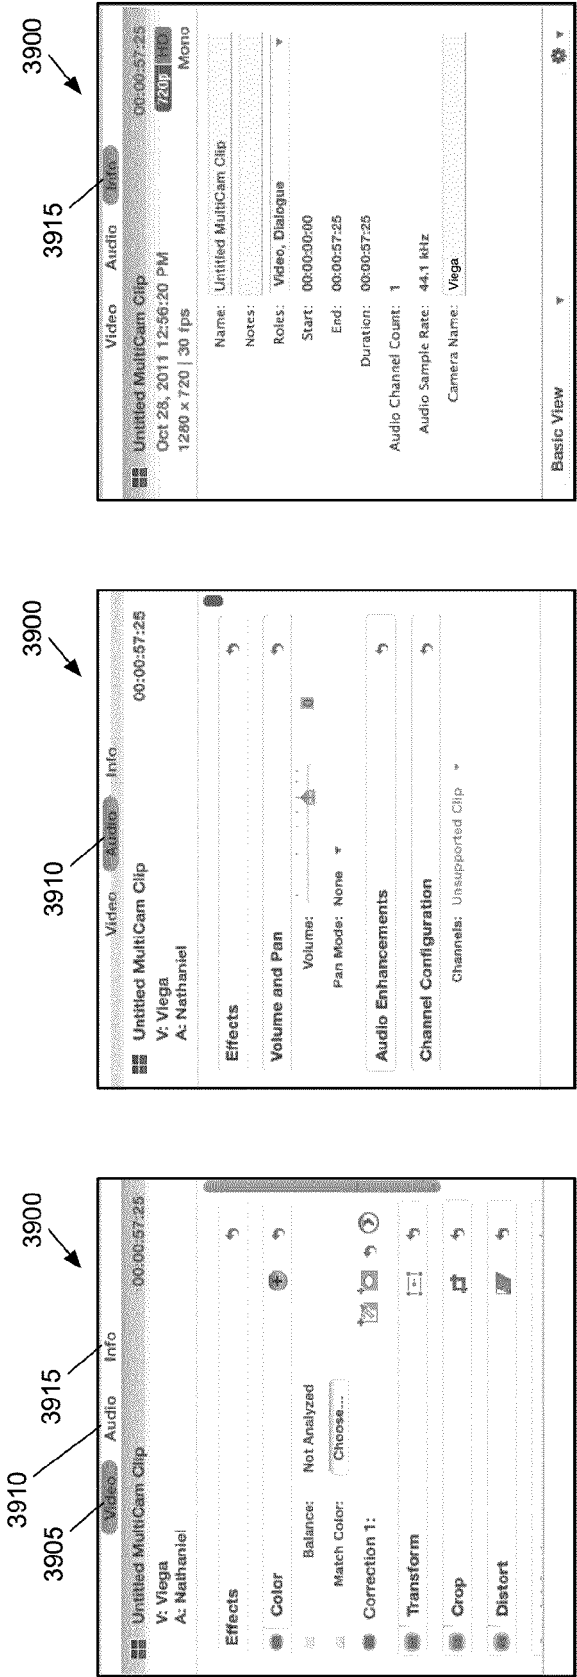 3900
3905
3910
3915
Video Audio Info
Untitled MultiCam Clip 00:00:57:25
V: Viega
A: Nathaniel
Effects
Color
Balance: Not Analyzed
Match Color: Choose...
Correction 1:
Transform
Crop
Distort
3900
3910
Video Audio Info
Untitled MultiCam Clip 00:00:57:25
V: Viega
A: Nathaniel
Effects
Volume and Pan
Volume: 0
Pan Mode: None
Audio Enhancements
Channel Configuration
Channels: Unsupported Clip
3900
3915
Video Audio Info
Untitled MultiCam Clip 00:00:57:25
Oct 28, 2011 12:56:20 PM 720p HD
1280 x 720 | 30 fps Mono
Name: Untitled MultiCam Clip
Notes:
Roles: Video, Dialogue
Start: 00:00:00:00
End: 00:00:57:25
Duration: 00:00:57:25
Audio Channel Count: 1
Audio Sample Rate: 44.1 kHz
Camera Name: Viega
Basic View